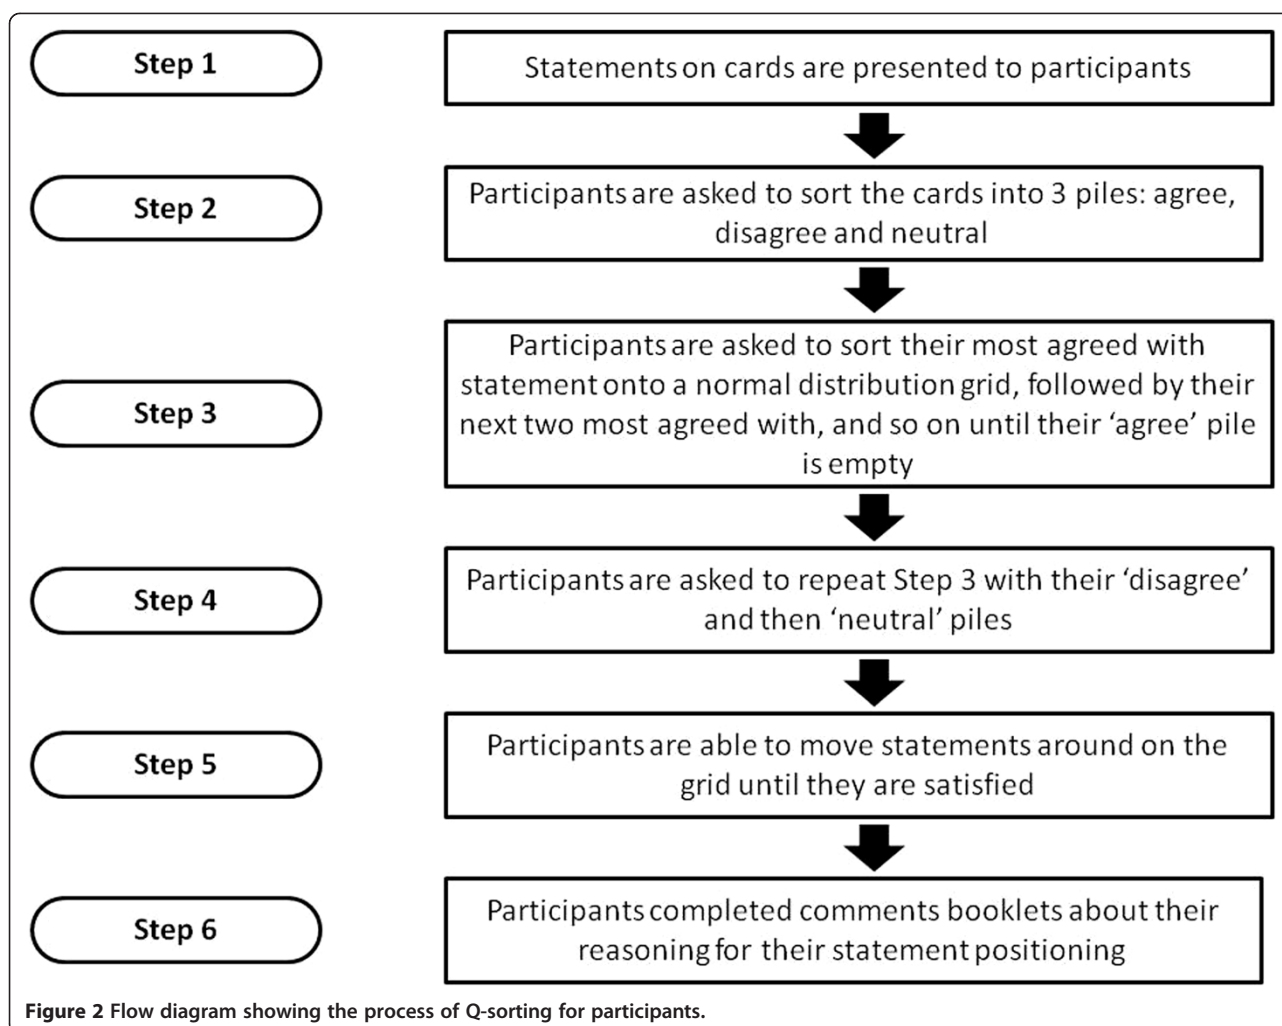 Step 1
Statements on cards are presented to participants
Step 2
Participants are asked to sort the cards into 3 piles: agree,
disagree and neutral
Step 3
Participants are asked to sort their most agreed with
statement onto a normal distribution grid, followed by their
next two most agreed with, and so on until their ‘agree’ pile
is empty
Step 4
Participants are asked to repeat Step 3 with their ‘disagree’
and then ‘neutral’ piles
Step 5
Participants are able to move statements around on the
grid until they are satisfied
Step 6
Participants completed comments booklets about their
reasoning for their statement positioning
Figure 2 Flow diagram showing the process of Q-sorting for participants.